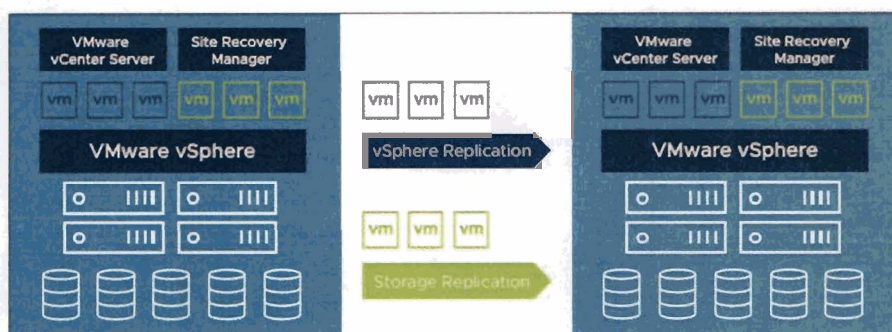 VMware
vCenter Server
Site Recovery
Manager
vm vm vm vm vm vm
VMware vSphere
vm vm vm
vSphere Replication
vm vm vm
Storage Replication
VMware
vCenter Server
Site Recovery
Manager
vm vm vm vm vm vm
VMware vSphere